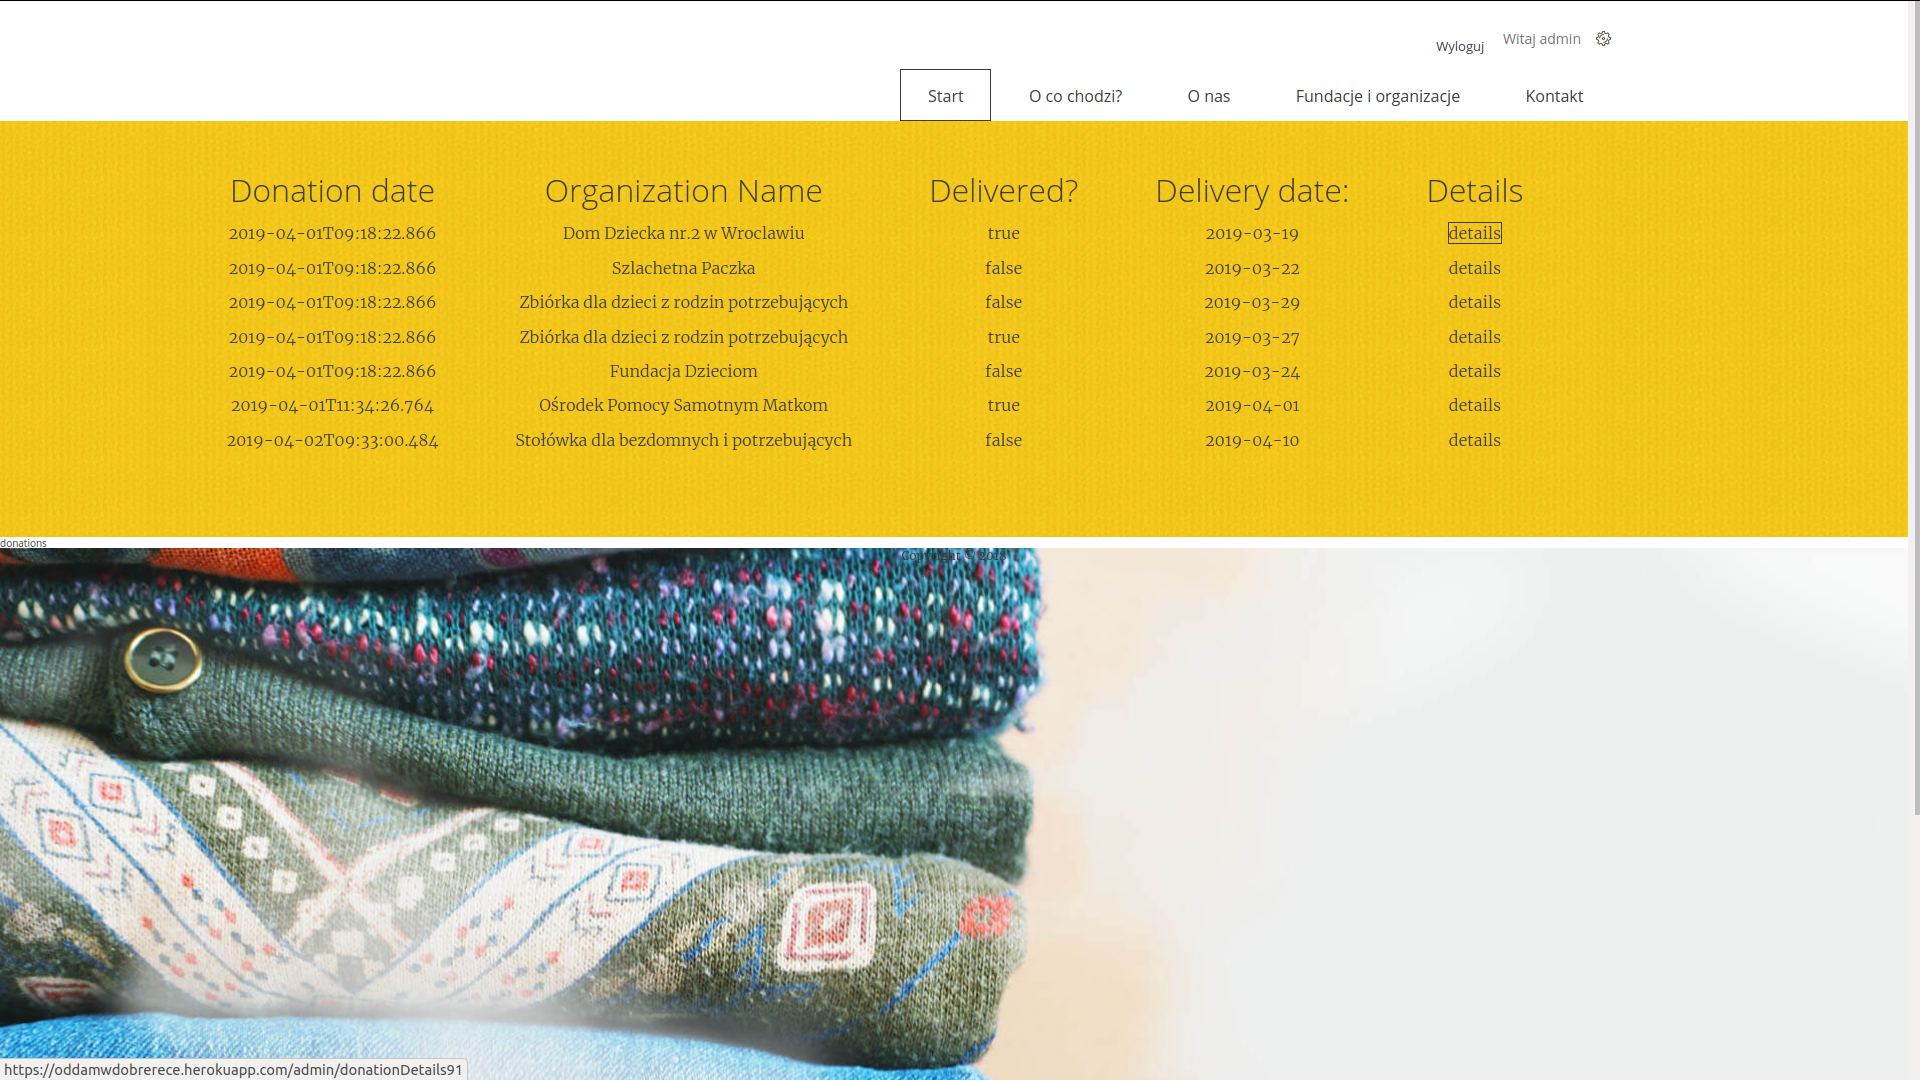 Wyloguj Witaj admin
Start O co chodzi? O nas Fundacje i organizacje Kontakt
Donation date Organization Name Delivered? Delivery date: Details
2019-04-01T09:18:22.866 Dom Dziecka nr.2 w Wroclawiu true 2019-03-19 details
2019-04-01T09:18:22.866 Szlachetna Paczka false 2019-03-22 details
2019-04-01T09:18:22.866 Zbiórka dla dzieci z rodzin potrzebujących false 2019-03-29 details
2019-04-01T09:18:22.866 Zbiórka dla dzieci z rodzin potrzebujących true 2019-03-27 details
2019-04-01T09:18:22.866 Fundacja Dzieciom false 2019-03-24 details
2019-04-01T11:34:26.764 Ośrodek Pomocy Samotnym Matkom true 2019-04-01 details
2019-04-02T09:33:00.484 Stołówka dla bezdomnych i potrzebujących false 2019-04-10 details
donations
Copyright © 2018
https://oddamwdobrerece.herokuapp.com/admin/donationDetails91